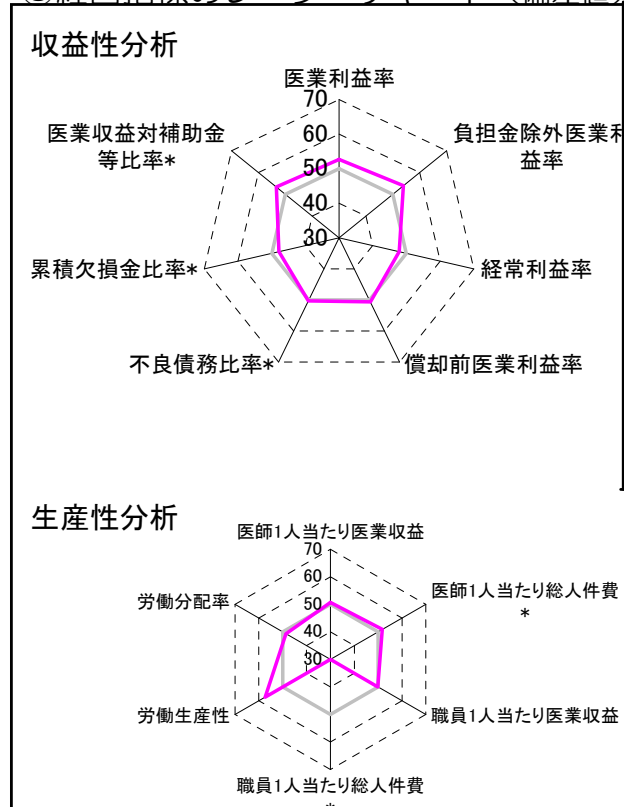 収益性分析
医業利益率
70
60
50
40
30
負担金除外医業利
益率
経常利益率
償却前医業利益率
不良債務比率*
累積欠損金比率*
医業収益対補助金
等比率*
生産性分析
医師1人当たり医業収益
70
60
50
40
30
医師1人当たり総人件費
*
職員1人当たり医業収益
職員1人当たり総人件費
*
労働生産性
労働分配率